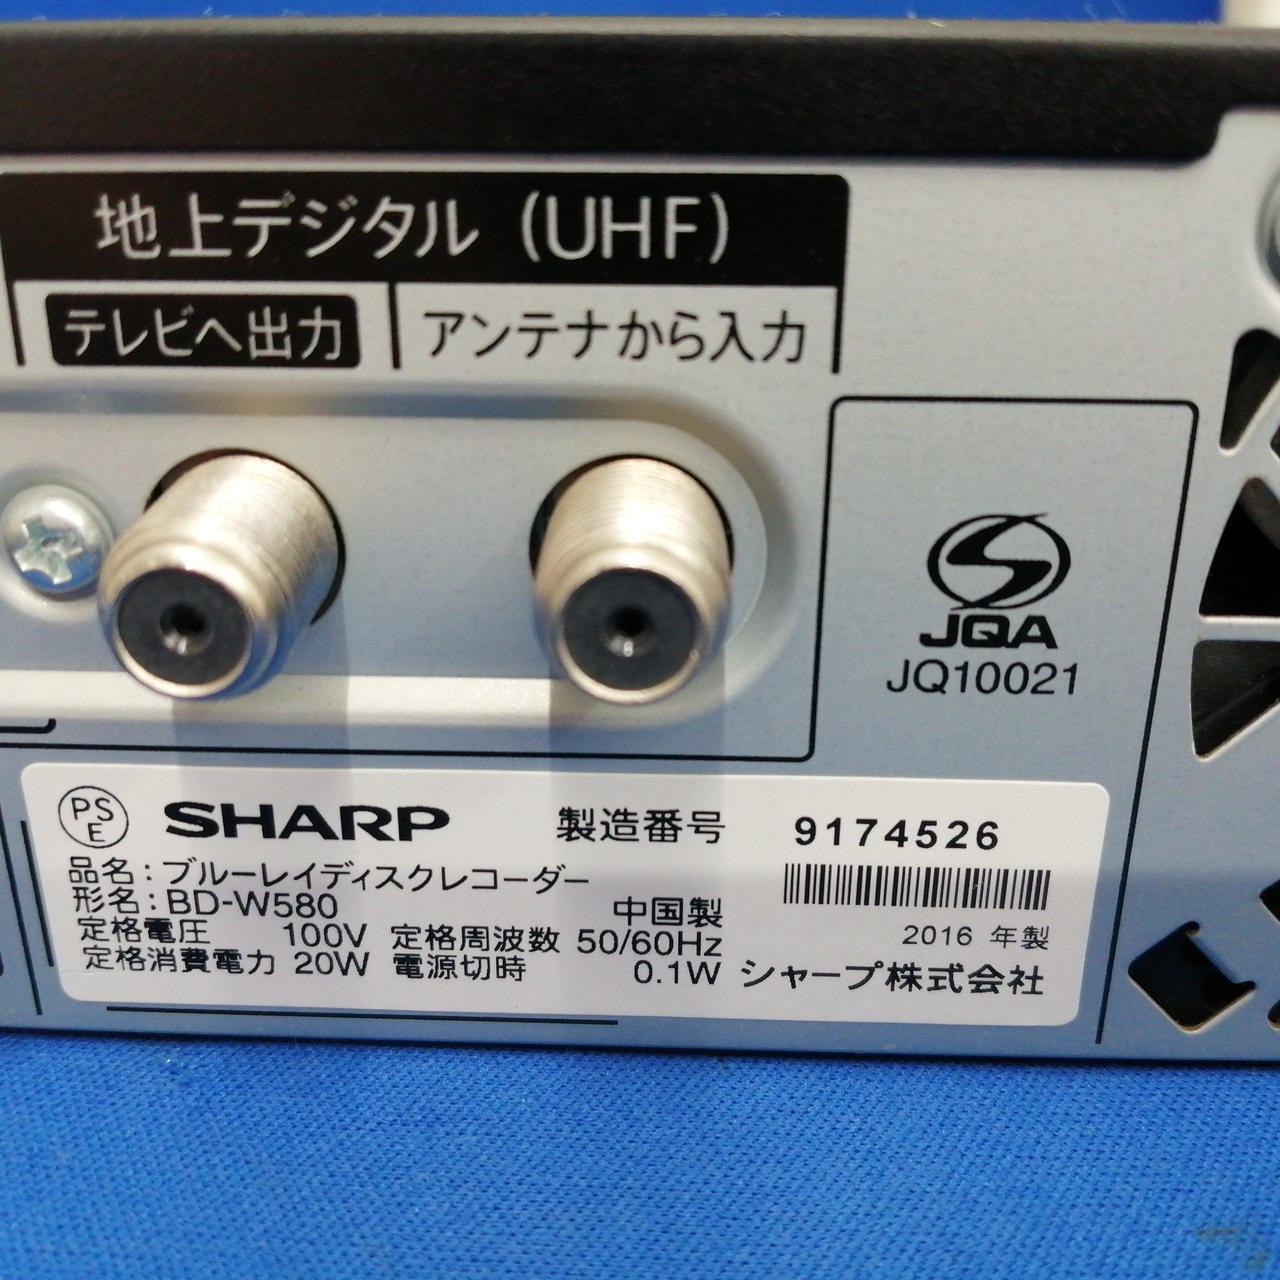 地上デジタル (UHF)
テレビへ出力 アンテナから入力
JQA
JQ10021
PSE SHARP 製造番号 9174526
品名:ブルーレイディスクレコーダー
形名:BD-W580 中国製
定格電圧 100V 定格周波数 50/60Hz 2016 年製
定格消費電力 20W 電源切時 0.1W シャープ株式会社